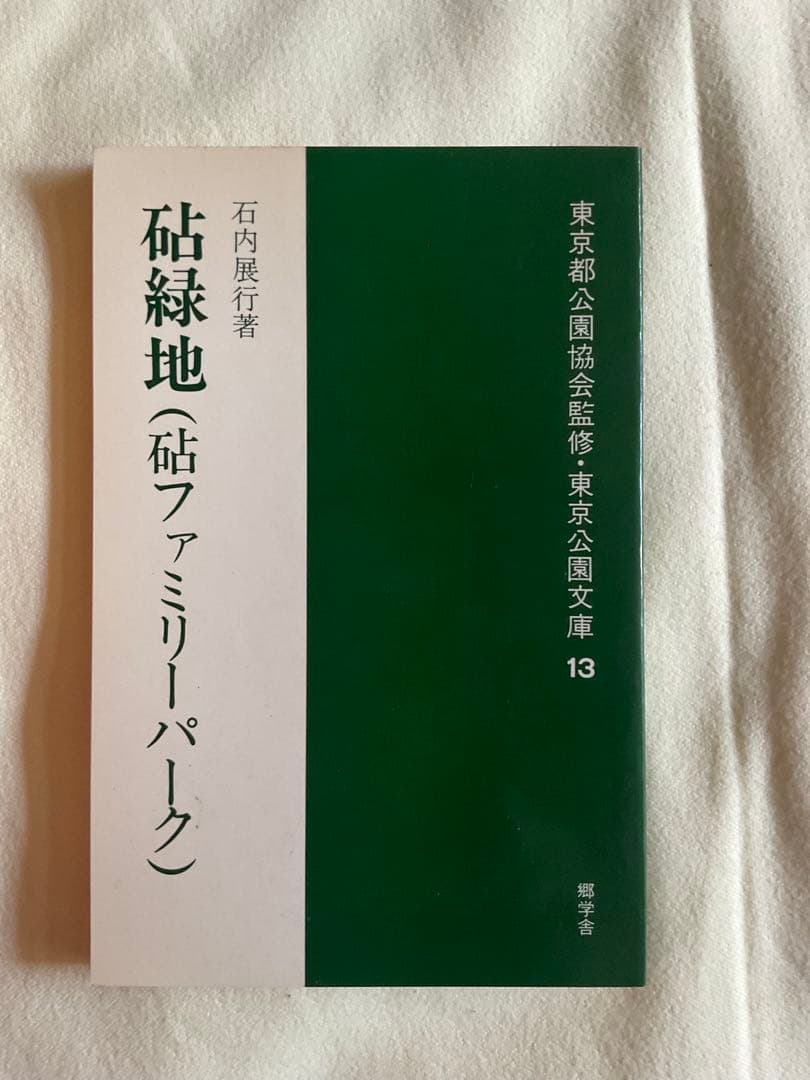 東京都公園協会監修・東京公園文庫 13
石内展行著
砧緑地(砧ファミリーパーク)
郷学舎